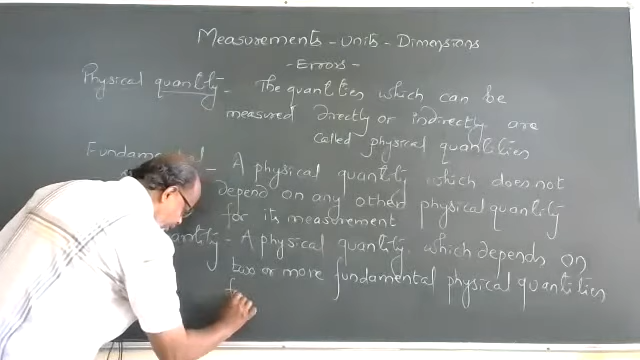 Measurements - Units - Dimensions
- Errors -
Physical quantity - The quantities which can be
measured directly or indirectly are
called physical quantities
Fundamental - A physical quantity which does not
depend on any other physical quantity
for its measurement
quantity - A physical quantity which depends on
two or more fundamental physical quantities